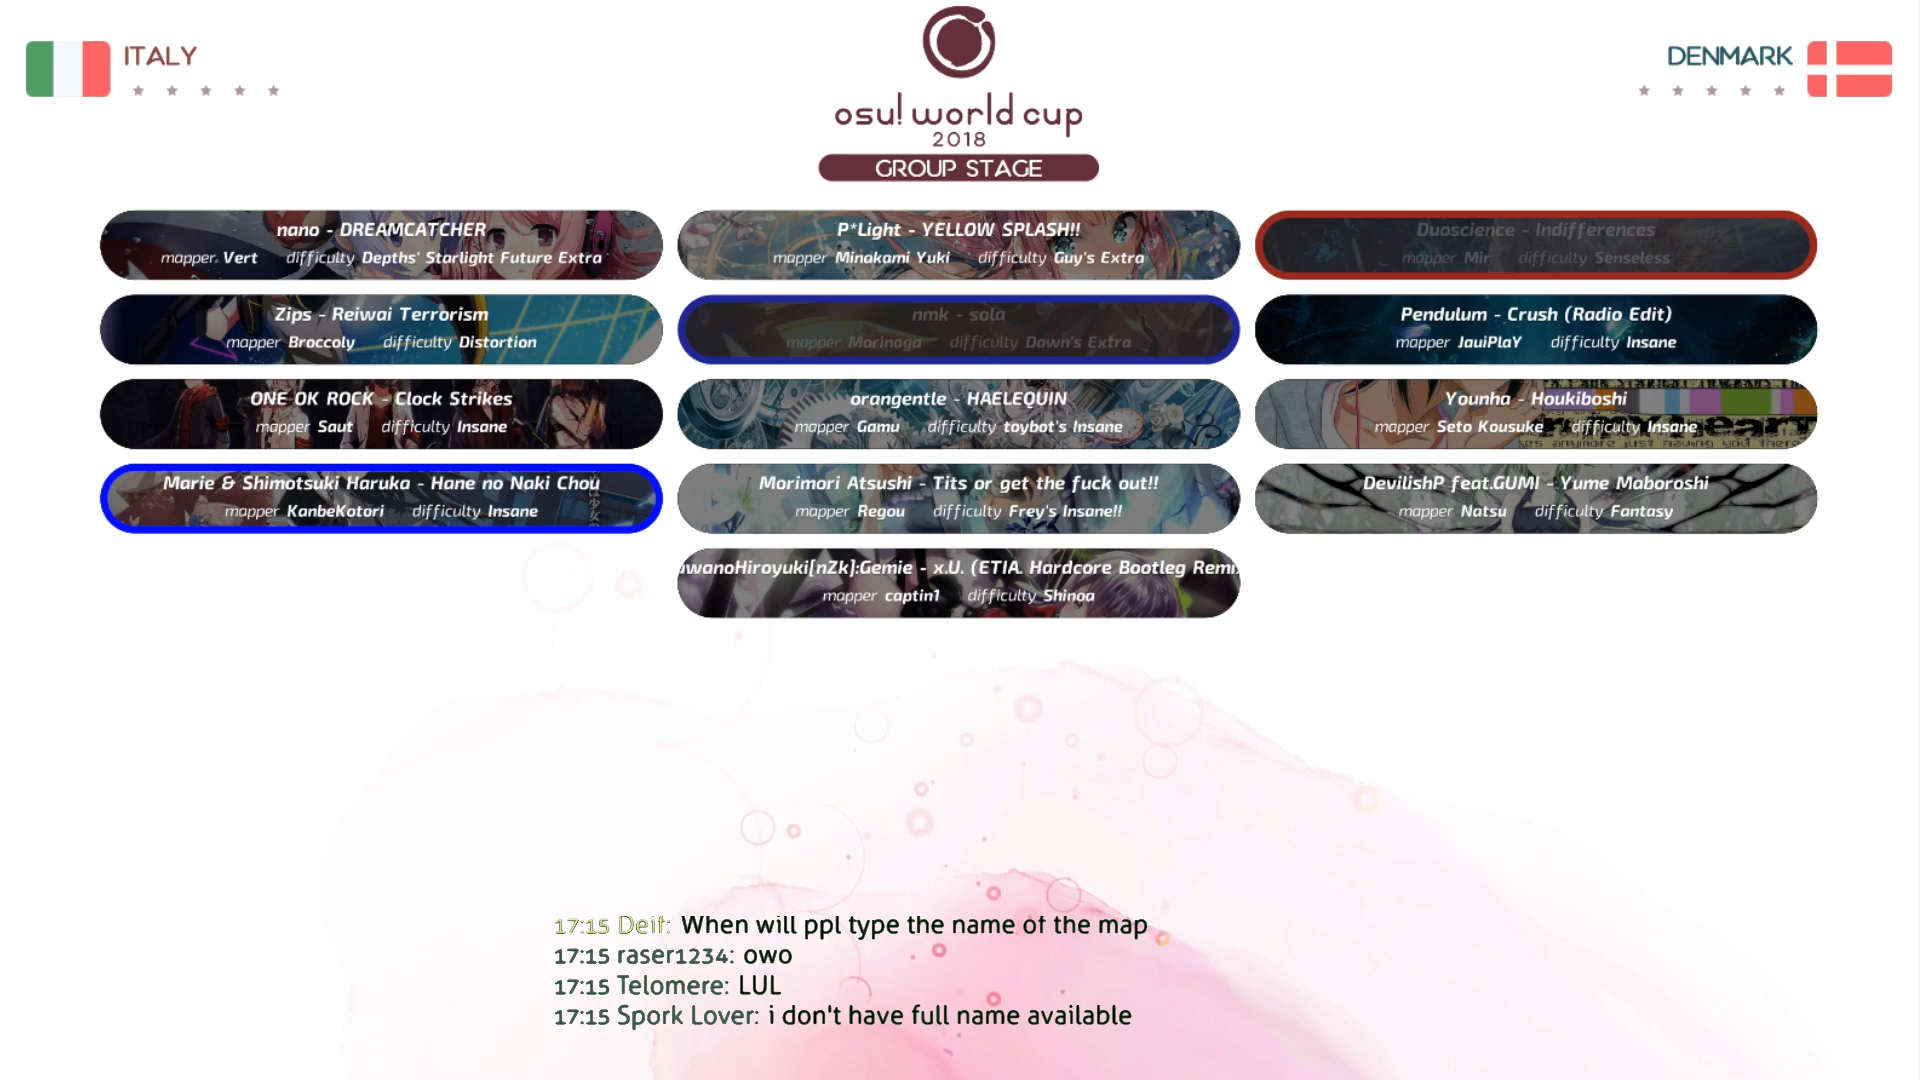 ITALY
DENMARK
osu! world cup
2018
GROUP STAGE
nano - DREAMCATCHER
mapper Vert difficulty Depths' Starlight Future Extra
P*Light - YELLOW SPLASH!!
mapper Minakami Yuki difficulty Guy's Extra
Duoscience - Indifferences
mapper Mir difficulty Senseless
Zips - Reiwai Terrorism
mapper Broccoly difficulty Distortion
nmk - sola
mapper Morinaga difficulty Down's Extra
Pendulum - Crush (Radio Edit)
mapper JauiPlaY difficulty Insane
ONE OK ROCK - Clock Strikes
mapper Saut difficulty Insane
orangentle - HAELEQUIN
mapper Gamu difficulty toybot's Insane
Younha - Houkiboshi
mapper Seto Kousuke difficulty Insane
Marie & Shimotsuki Haruka - Hane no Naki Chou
mapper KanbeKotori difficulty Insane
Morimori Atsushi - Tits or get the fuck out!!
mapper Regou difficulty Frey's Insane!!
DevilishP feat.GUMI - Yume Maboroshi
mapper Natsu difficulty Fantasy
wanoHiroyuki[nZk]:Gemie - x.U. (ETIA. Hardcore Bootleg Remi
mapper captin1 difficulty Shinoa
17:15 Deif: When will ppl type the name of the map
17:15 raser1234: owo
17:15 Telomere: LUL
17:15 Spork Lover: i don't have full name available